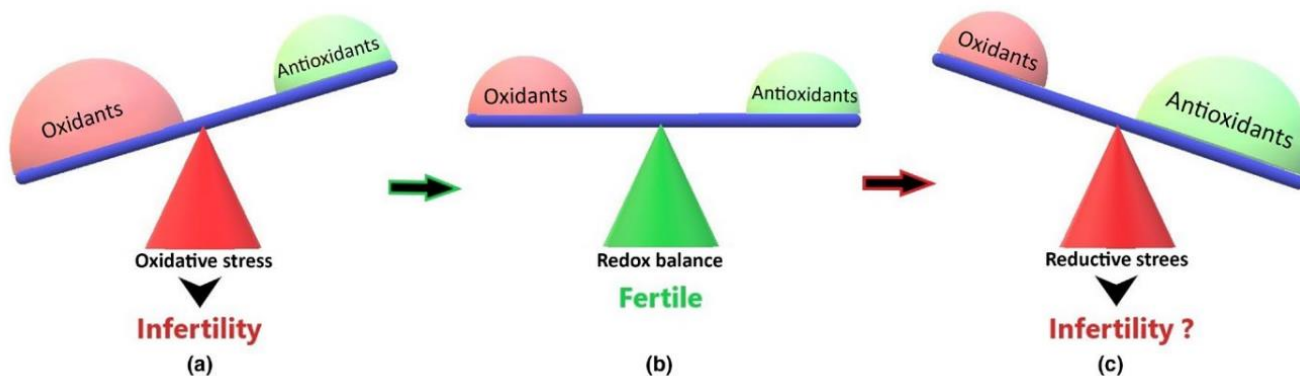 Oxidants
Antioxidants
Oxidative stress
Infertility
(a)
Oxidants
Antioxidants
Redox balance
Fertile
(b)
Oxidants
Antioxidants
Reductive strees
Infertility ?
(c)